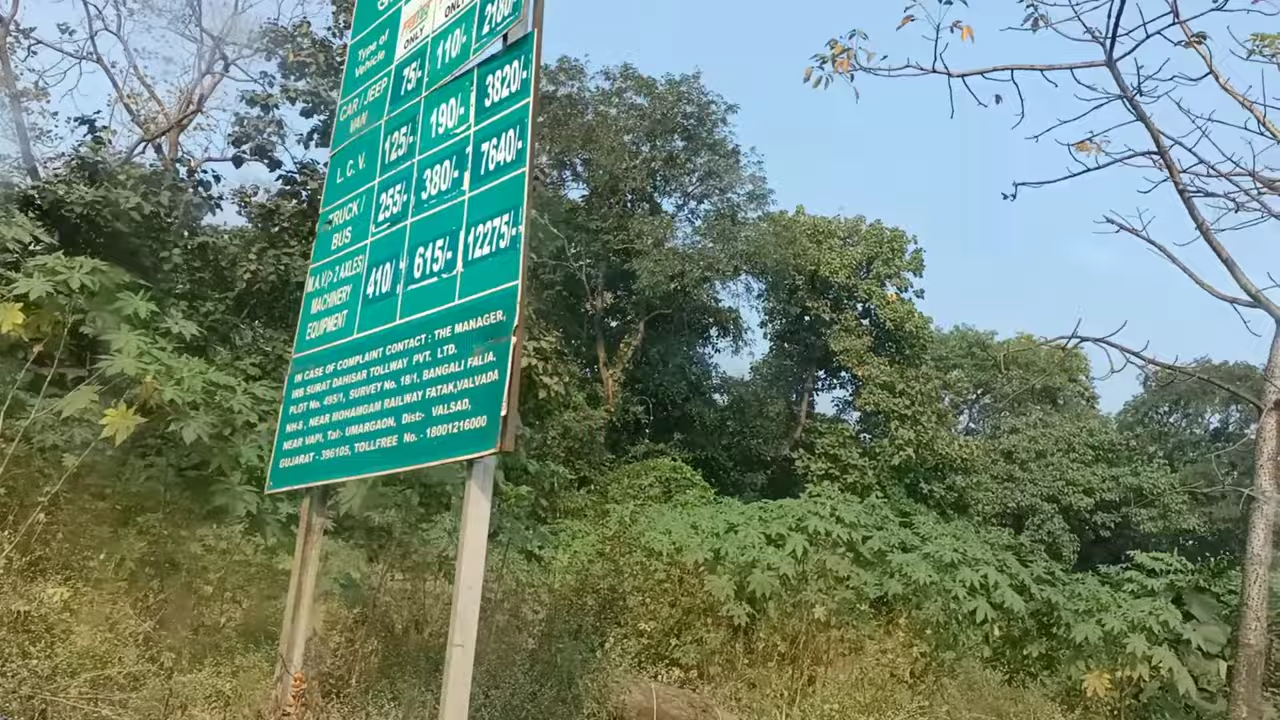 ONLY
Type of
Vehicle
ONLY
CAR / JEEP
VAN
75/- 110/- 2180/-
L. C. V. 125/- 190/- 3820/-
TRUCK /
BUS
255/- 380/- 7640/-
M.A.V(> 2 AXLES)
MACHINERY
EQUIPMENT
410/- 615/- 12275/-
IN CASE OF COMPLAINT CONTACT : THE MANAGER,
IRB SURAT DAHISAR TOLLWAY PVT. LTD.
PLOT No. 495/1, SURVEY No. 18/1, BANGALI FALIA,
NH-8 , NEAR MOHAMGAM RAILWAY FATAK,VALVADA
NEAR VAPI, Tal:- UMARGAON, Dist:- VALSAD,
GUJARAT - 396105, TOLLFREE No. - 18001216000